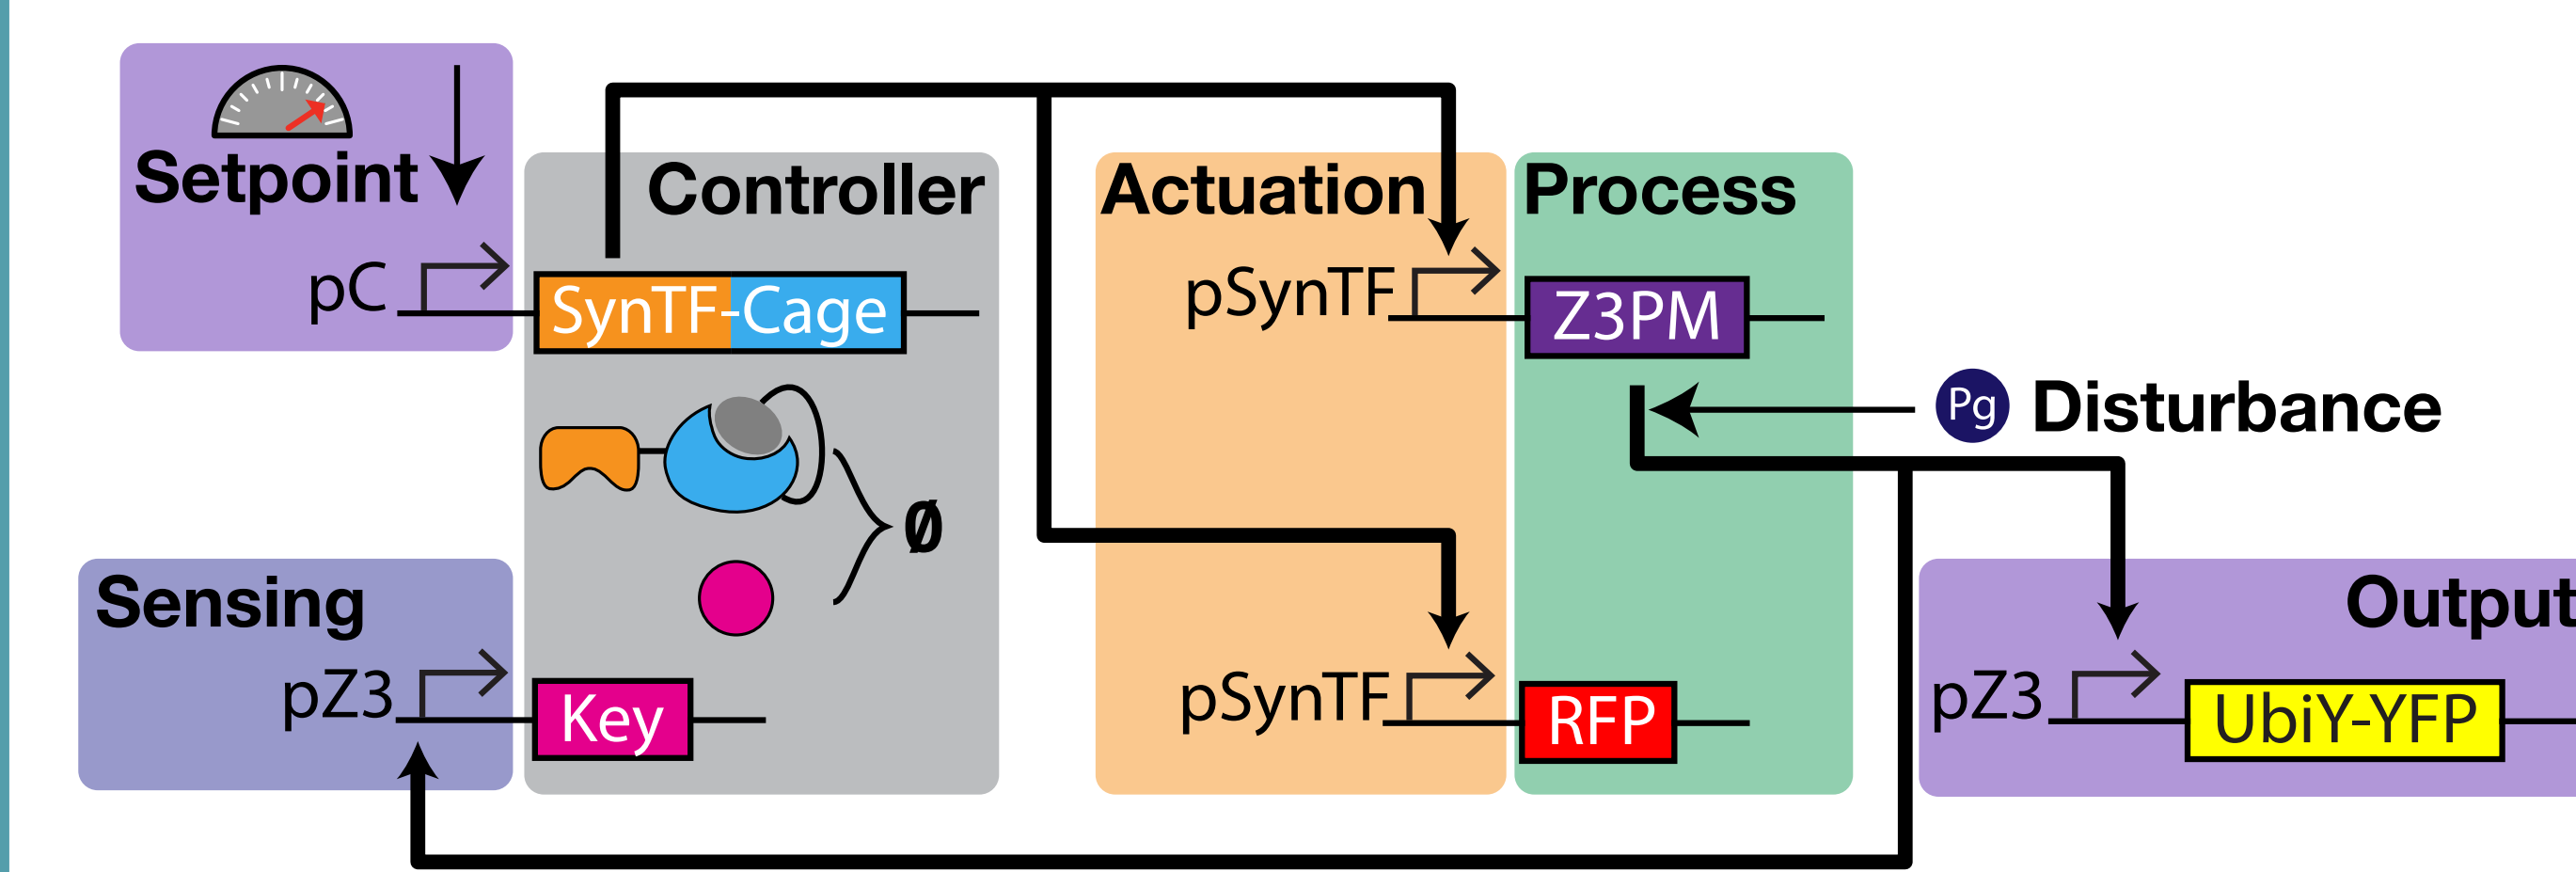 Setpoint
pC
Controller
SynTF-Cage
Ø
Sensing
pZ3
Key
Actuation
pSynTF
Process
Z3PM
pSynTF
RFP
Pg
Disturbance
Output
pZ3
UbiY-YFP